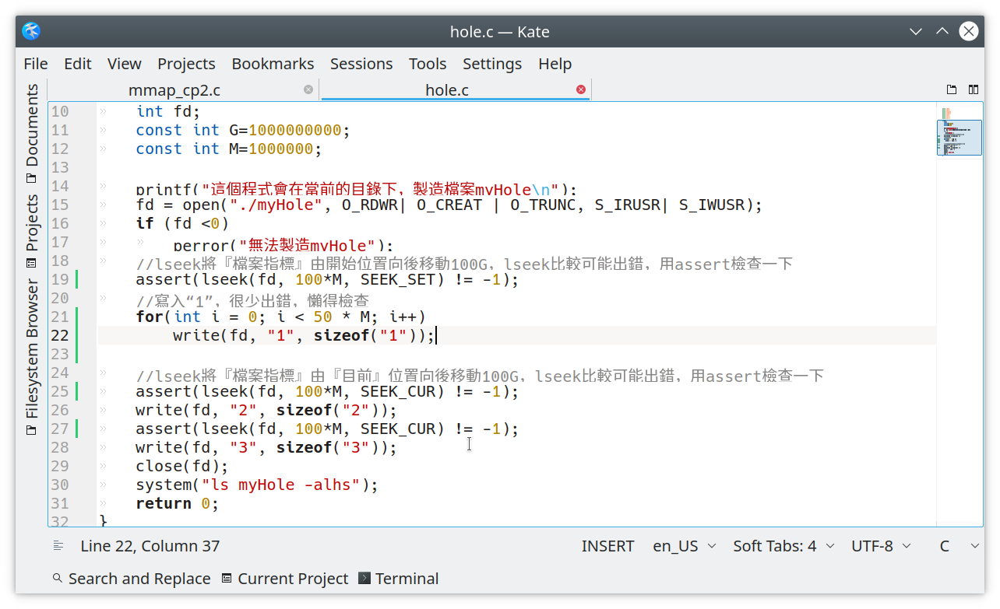 hole.c — Kate
File Edit View Projects Bookmarks Sessions Tools Settings Help
mmap_cp2.c hole.c
Documents
Projects
Filesystem Browser
10 int fd;
11 const int G=1000000000;
12 const int M=1000000;
13
14 printf("這個程式會在當前的目錄下，製造檔案myHole\n");
15 fd = open("./myHole", O_RDWR| O_CREAT | O_TRUNC, S_IRUSR| S_IWUSR);
16 if (fd <0)
17 perror("無法製造myHole");
18 //lseek將『檔案指標』由開始位置向後移動100G，lseek比較可能出錯，用assert檢查一下
19 assert(lseek(fd, 100*M, SEEK_SET) != -1);
20 //寫入“1”，很少出錯，懶得檢查
21 for(int i = 0; i < 50 * M; i++)
22 write(fd, "1", sizeof("1"));
23
24 //lseek將『檔案指標』由『目前』位置向後移動100G，lseek比較可能出錯，用assert檢查一下
25 assert(lseek(fd, 100*M, SEEK_CUR) != -1);
26 write(fd, "2", sizeof("2"));
27 assert(lseek(fd, 100*M, SEEK_CUR) != -1);
28 write(fd, "3", sizeof("3"));
29 close(fd);
30 system("ls myHole -alhs");
31 return 0;
32 }
Line 22, Column 37 INSERT en_US Soft Tabs: 4 UTF-8 C
Search and Replace Current Project Terminal